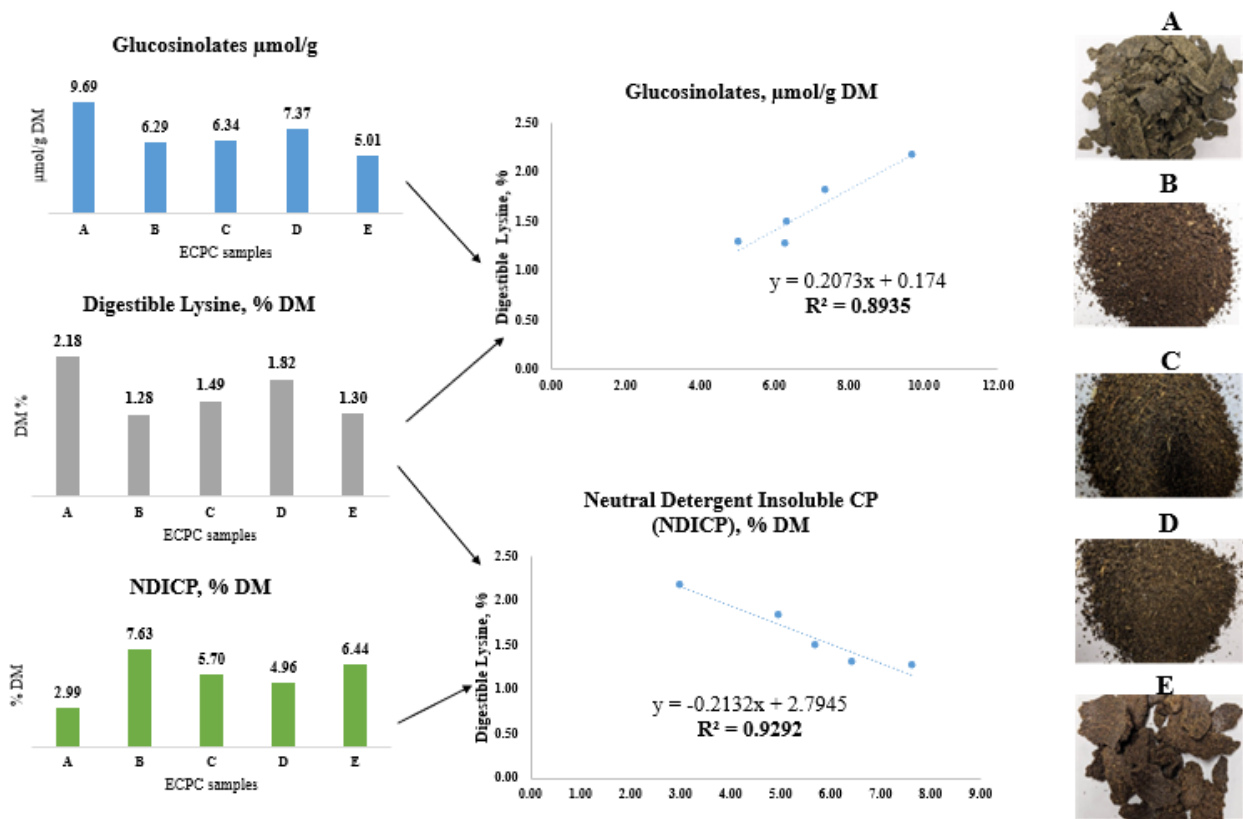 Glucosinolates µmol/g
µmol/g DM
9.69
6.29
6.34
7.37
5.01
A
B
C
D
E
ECPC samples
Digestible Lysine, % DM
DM %
2.18
1.28
1.49
1.82
1.30
A
B
C
D
E
ECPC samples
NDICP, % DM
% DM
2.99
7.63
5.70
4.96
6.44
A
B
C
D
E
ECPC samples
Glucosinolates, µmol/g DM
Digestible Lysine, %
2.50
2.00
1.50
1.00
0.50
0.00
y = 0.2073x + 0.174
R² = 0.8935
0.00
2.00
4.00
6.00
8.00
10.00
12.00
Neutral Detergent Insoluble CP
(NDICP), % DM
Digestible Lysine, %
2.50
2.00
1.50
1.00
0.50
0.00
y = -0.2132x + 2.7945
R² = 0.9292
0.00
1.00
2.00
3.00
4.00
5.00
6.00
7.00
8.00
9.00
A
B
C
D
E